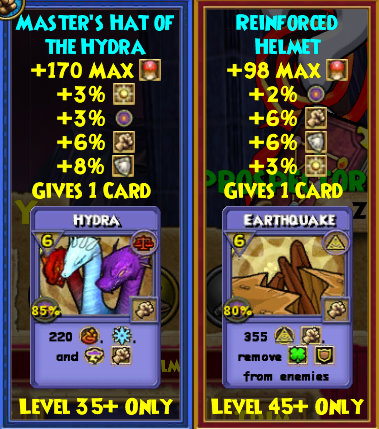 MASTER'S HAT OF
THE HYDRA
+170 MAX
+3%
+3%
+6%
+8%
GIVES 1 CARD
HYDRA
6
85%
220
and
LEVEL 35+ ONLY
REINFORCED
HELMET
+98 MAX
+2%
+6%
+6%
+3%
GIVES 1 CARD
EARTHQUAKE
6
80%
355
remove
from enemies
LEVEL 45+ ONLY